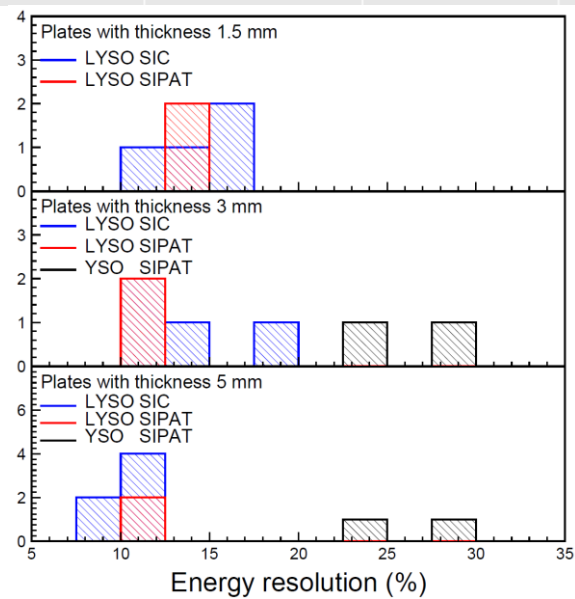 4
Plates with thickness 1.5 mm
3
LYSO SIC
LYSO SIPAT
2
1
0
Plates with thickness 3 mm
3
LYSO SIC
LYSO SIPAT
YSO SIPAT
2
1
0
Plates with thickness 5 mm
6
LYSO SIC
LYSO SIPAT
YSO SIPAT
4
2
0
5 10 15 20 25 30 35
Energy resolution (%)